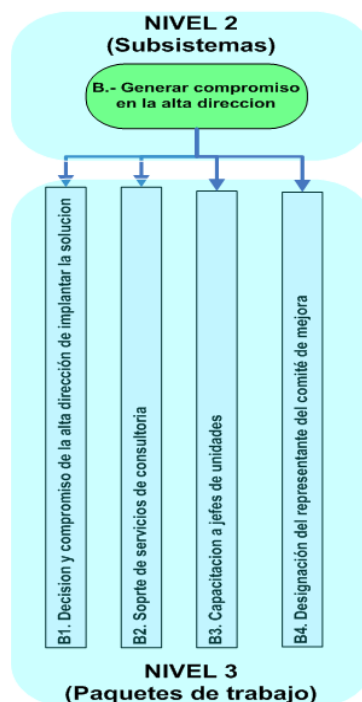 NIVEL 2
(Subsistemas)
B.- Generar compromiso
en la alta direccion
B1. Decision y compromiso de la alta dirección de implantar la solucion
B2. Soprte de servicios de consultoria
B3. Capacitacion a jefes de unidades
B4. Designación del representante del comité de mejora
NIVEL 3
(Paquetes de trabajo)